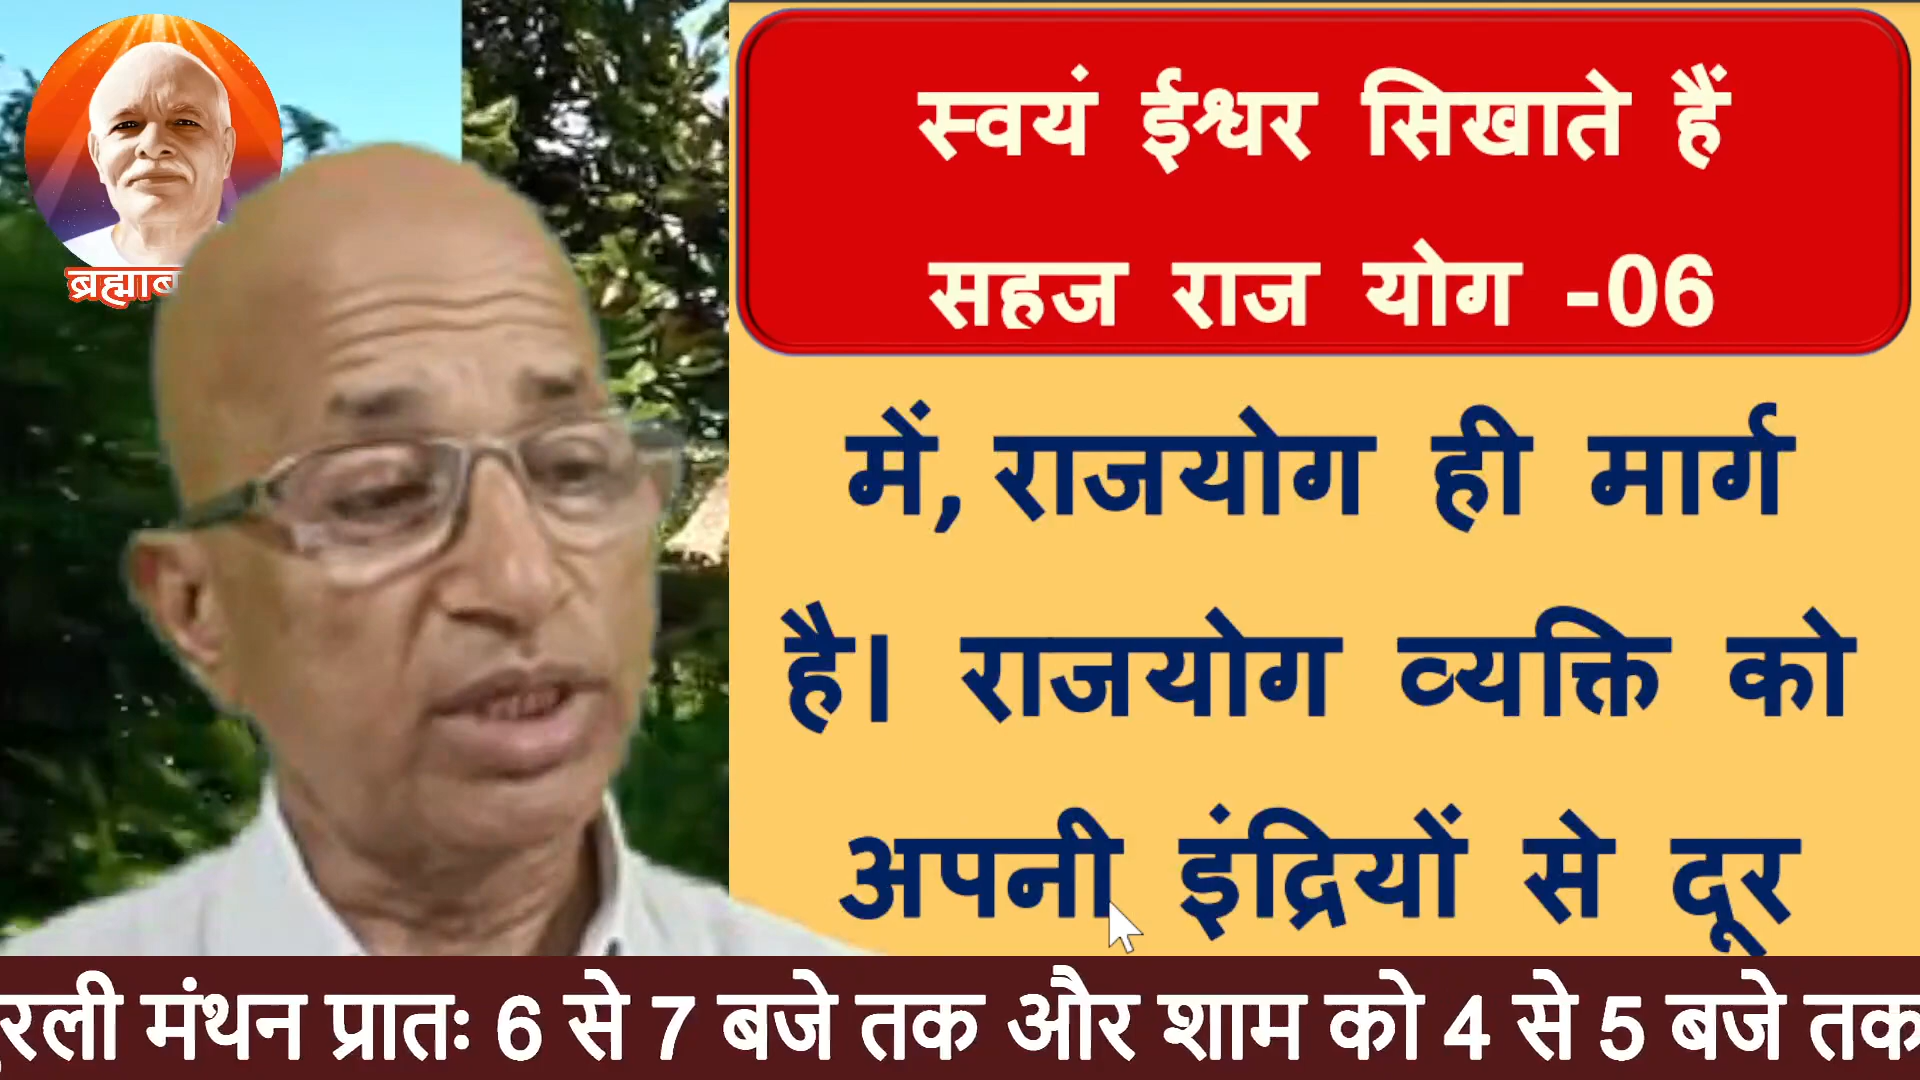 स्वयं ईश्वर सिखाते हैं
सहज राज योग -06
में, राजयोग ही मार्ग
है। राजयोग व्यक्ति को
अपनी इंद्रियों से दूर
मंथन प्रातः 6 से 7 बजे तक और शाम को 4 से 5 बजे तक